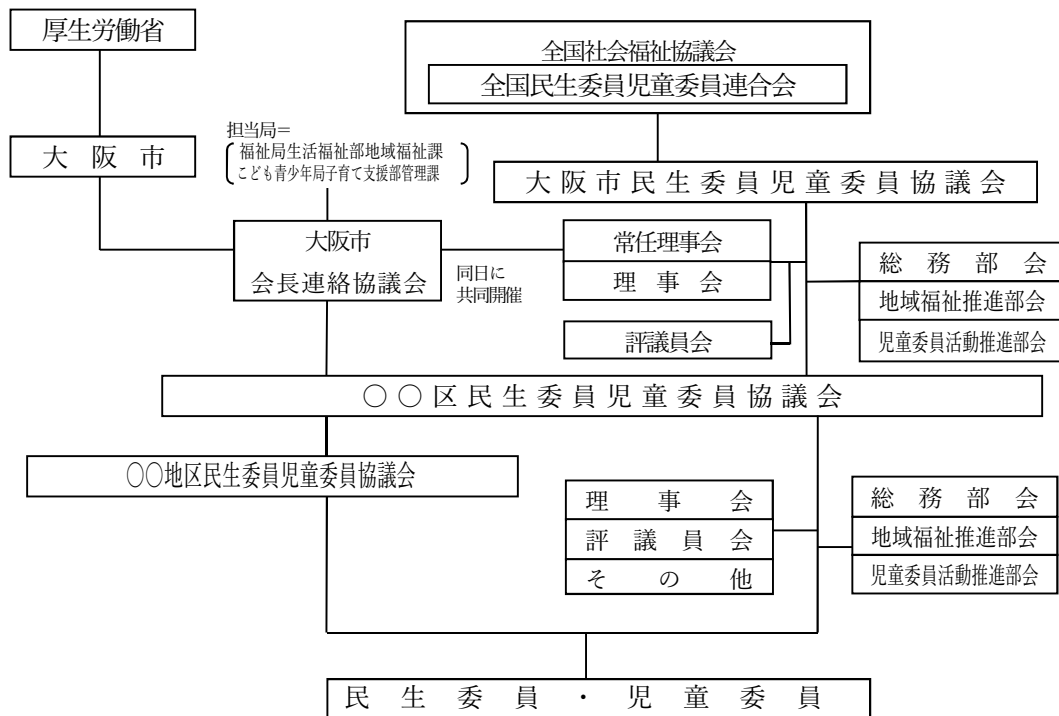 厚生労働省
全国社会福祉協議会
全国民生委員児童委員連合会
大阪市
担当局＝
福祉局生活福祉部地域福祉課
こども青少年局子育て支援部管理課
大阪市民生委員児童委員協議会
大阪市
会長連絡協議会
同日に
共同開催
常任理事会
理事会
評議員会
総務部会
地域福祉推進部会
児童委員活動推進部会
〇〇区民生委員児童委員協議会
〇〇地区民生委員児童委員協議会
理事会
評議員会
その他
総務部会
地域福祉推進部会
児童委員活動推進部会
民生委員・児童委員